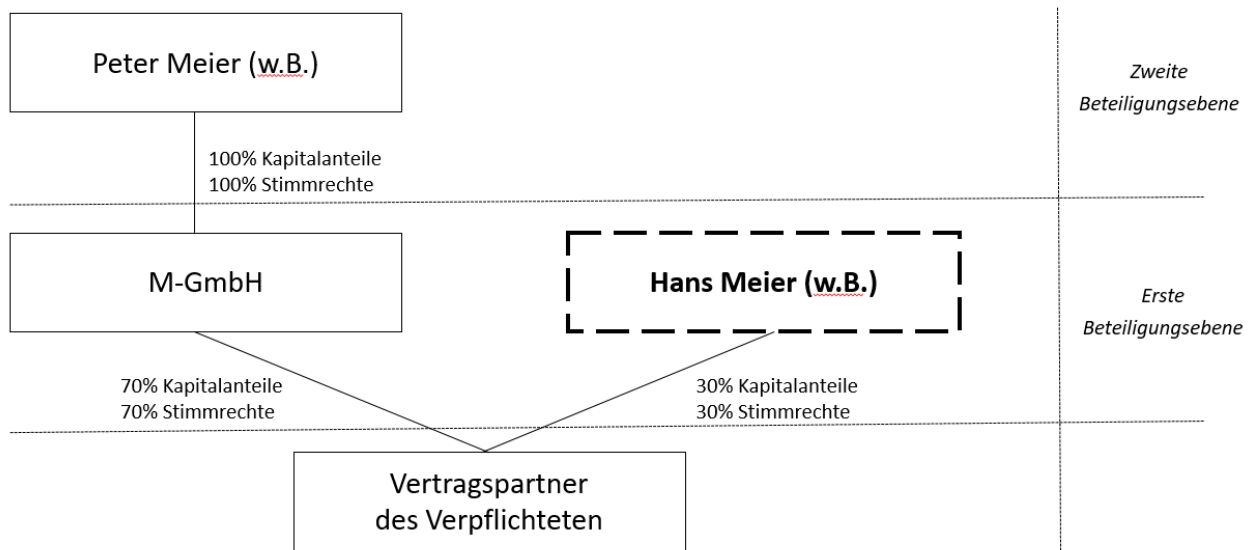 Peter Meier (w.B.)
Zweite
Beteiligungsebene
100% Kapitalanteile
100% Stimmrechte
M-GmbH
Hans Meier (w.B.)
Erste
Beteiligungsebene
70% Kapitalanteile
70% Stimmrechte
30% Kapitalanteile
30% Stimmrechte
Vertragspartner
des Verpflichteten